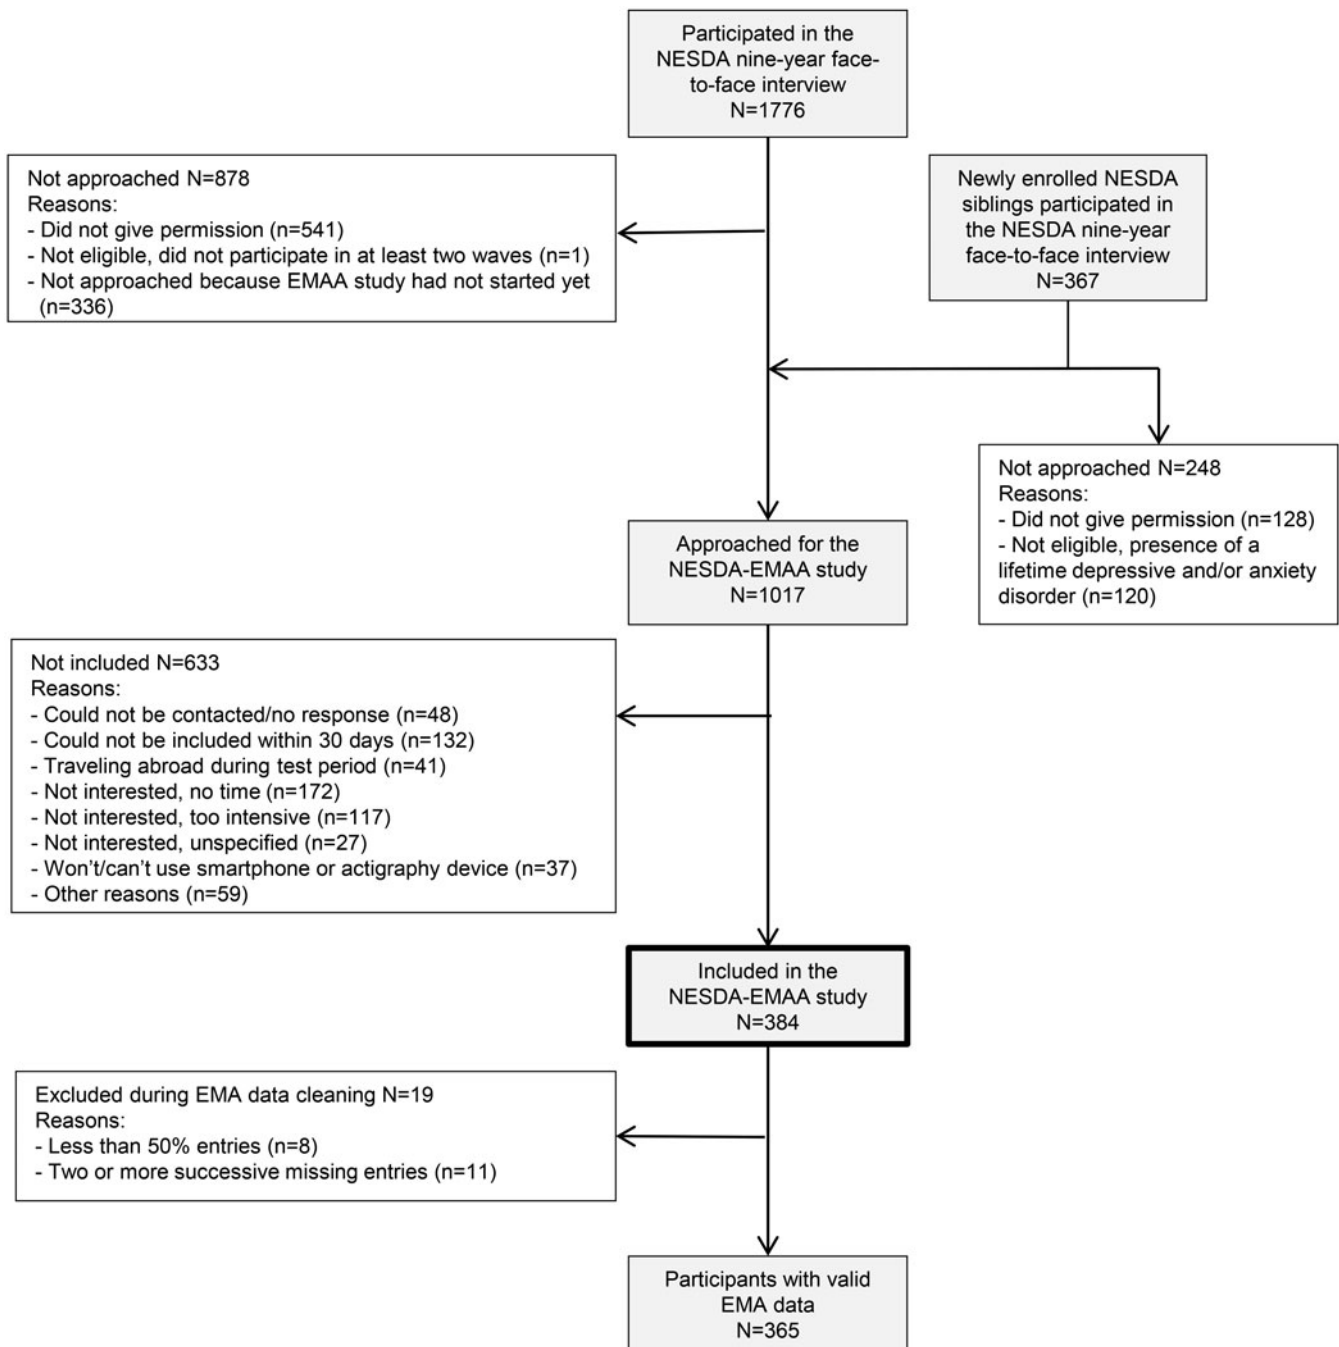 Participated in the
NESDA nine-year face-
to-face interview
N=1776
Not approached N=878
Reasons:
- Did not give permission (n=541)
- Not eligible, did not participate in at least two waves (n=1)
- Not approached because EMAA study had not started yet
(n=336)
Newly enrolled NESDA
siblings participated in
the NESDA nine-year
face-to-face interview
N=367
Not approached N=248
Reasons:
- Did not give permission (n=128)
- Not eligible, presence of a
lifetime depressive and/or anxiety
disorder (n=120)
Approached for the
NESDA-EMAA study
N=1017
Not included N=633
Reasons:
- Could not be contacted/no response (n=48)
- Could not be included within 30 days (n=132)
- Traveling abroad during test period (n=41)
- Not interested, no time (n=172)
- Not interested, too intensive (n=117)
- Not interested, unspecified (n=27)
- Won’t/can’t use smartphone or actigraphy device (n=37)
- Other reasons (n=59)
Included in the
NESDA-EMAA study
N=384
Excluded during EMA data cleaning N=19
Reasons:
- Less than 50% entries (n=8)
- Two or more successive missing entries (n=11)
Participants with valid
EMA data
N=365